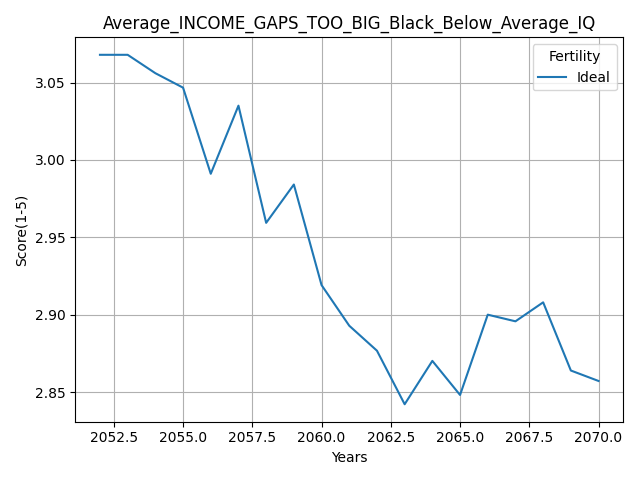 Average_INCOME_GAPS_TOO_BIG_Black_Below_Average_IQ
Fertility
Ideal
3.05
3.00
2.95
2.90
2.85
Score(1-5)
2052.5 2055.0 2057.5 2060.0 2062.5 2065.0 2067.5 2070.0
Years